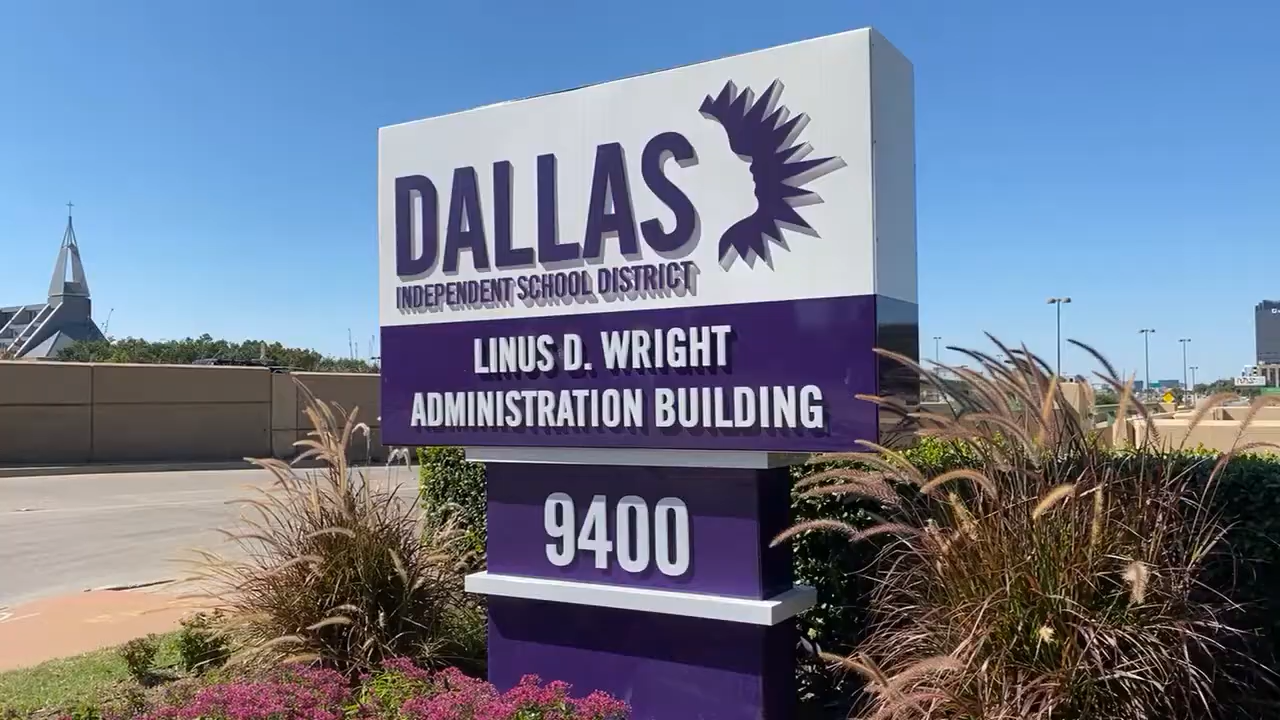 DALLAS
INDEPENDENT SCHOOL DISTRICT
LINUS D. WRIGHT
ADMINISTRATION BUILDING
9400